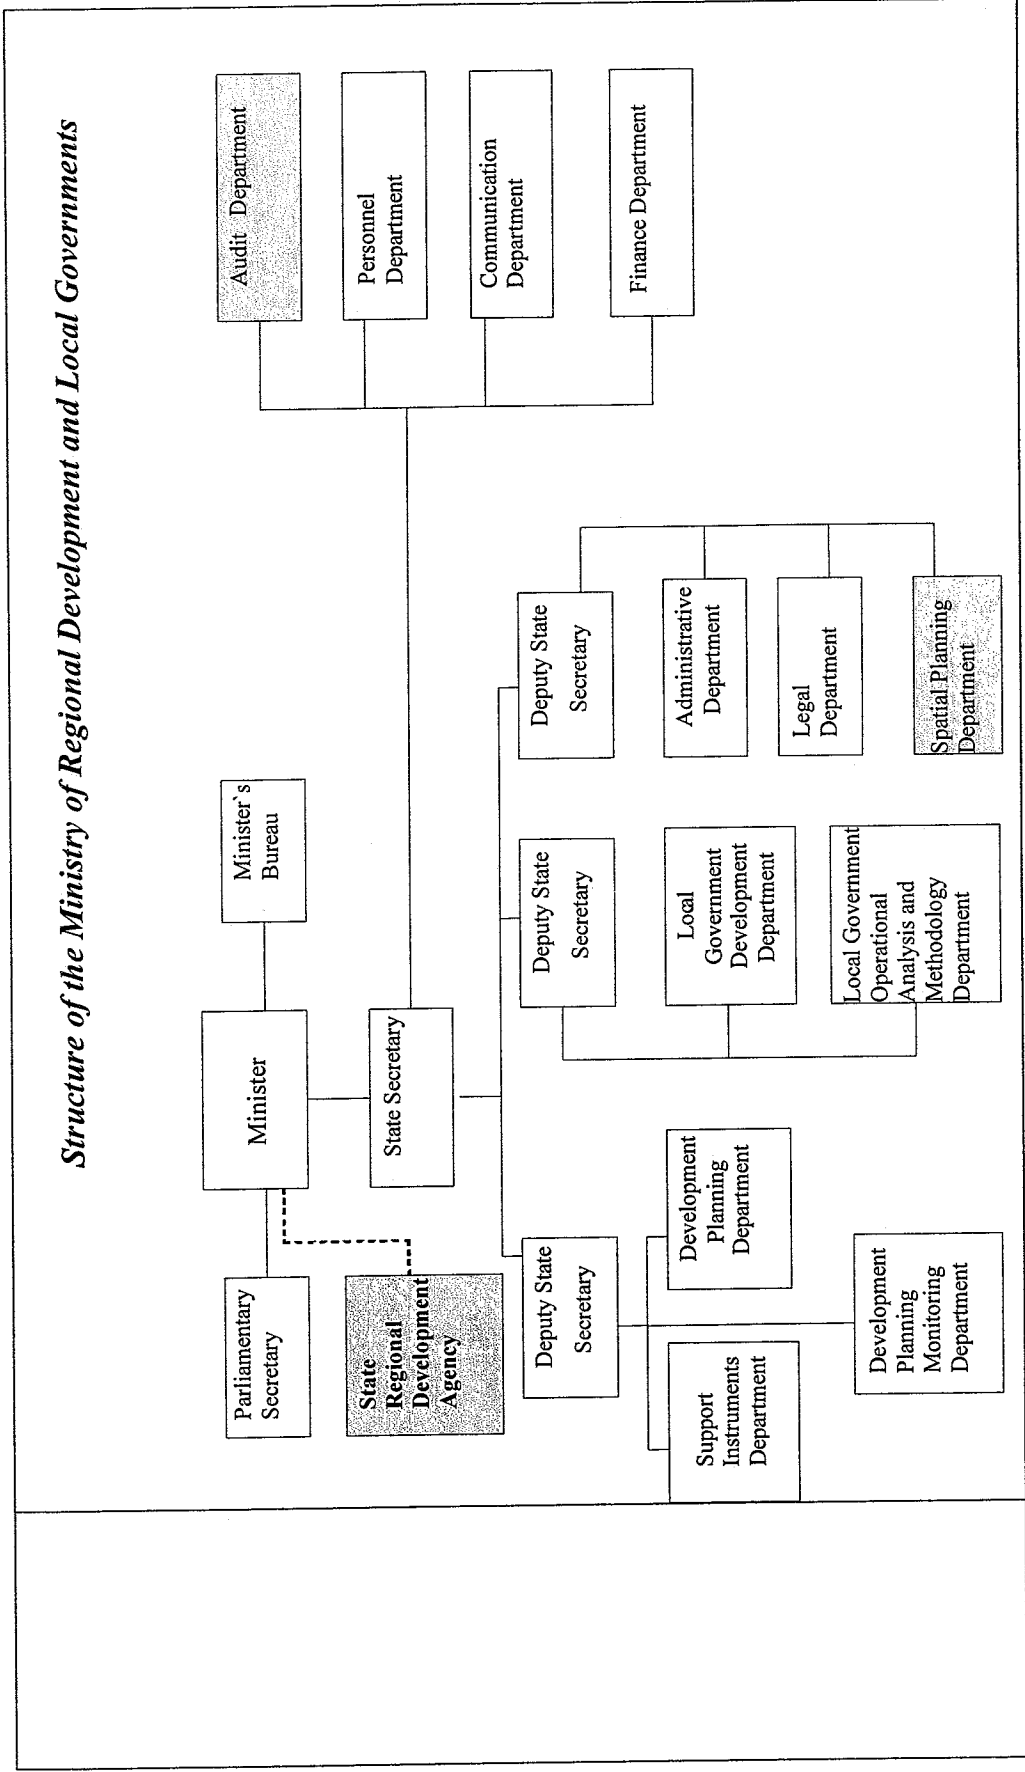 Structure of the Ministry of Regional Development and Local Governments
Parliamentary
Secretary
Minister
Minister`s
Bureau
Audit Department
State
Regional
Development
Agency
State Secretary
Personnel
Department
Communication
Department
Finance Department
Deputy State
Secretary
Deputy State
Secretary
Deputy State
Secretary
Support
Instruments
Department
Development
Planning
Department
Local
Government
Development
Department
Administrative
Department
Legal
Department
Development
Planning
Monitoring
Department
Local Government
Operational
Analysis and
Methodology
Department
Spatial Planning
Department